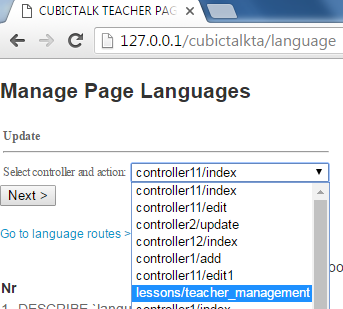 CUBICTALK TEACHER PAG
127.0.0.1/cubictalkta/language
Manage Page Languages
Update
Select controller and action: controller11/index
controller11/index
Next >
controller11/edit
controller2/update
controller12/index
Go to language routes >
controller1/add
controller11/edit1
Nr
lessons/teacher_management
1. DESCRIBE `langu
controller1/index